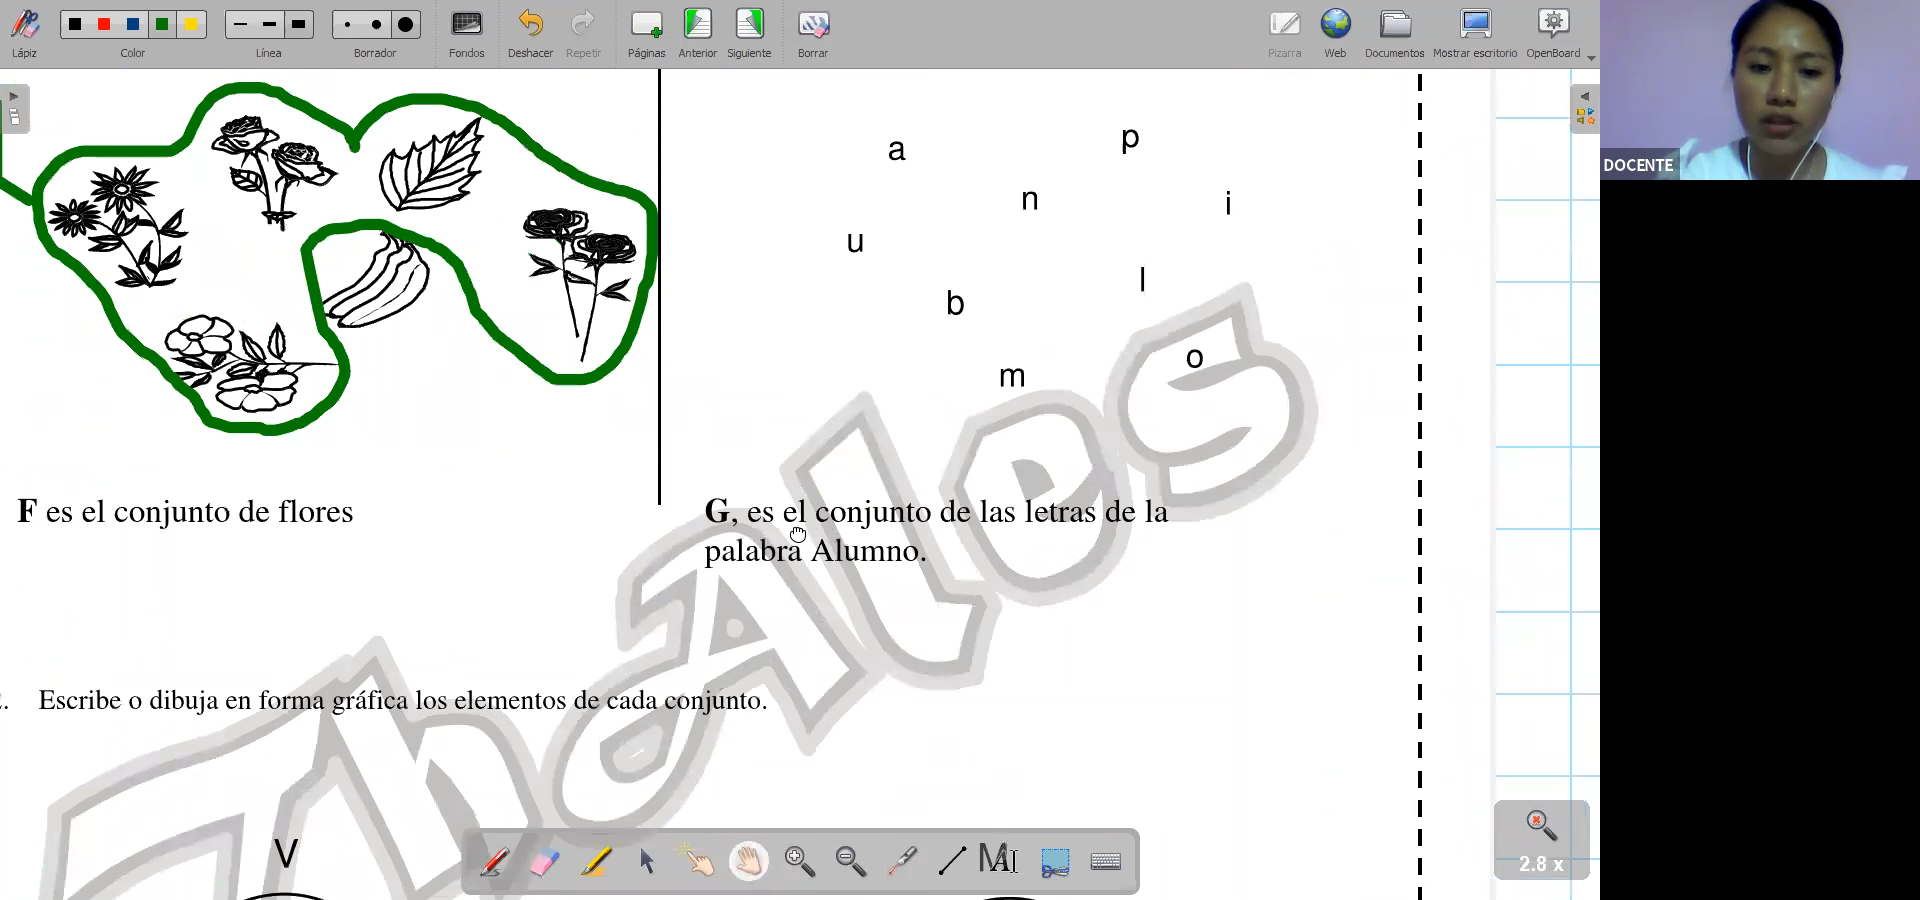 Lápiz
Color
Línea
Borrador
Fondos
Deshacer
Repetir
Páginas
Anterior
Siguiente
Borrar
Pizarra
Web
Documentos
Mostrar escritorio
OpenBoard
DOCENTE
a
p
n
i
u
l
b
o
m
F es el conjunto de flores
G, es el conjunto de las letras de la
palabra Alumno.
Escribe o dibuja en forma gráfica los elementos de cada conjunto.
Thales
V
M
2.8 x